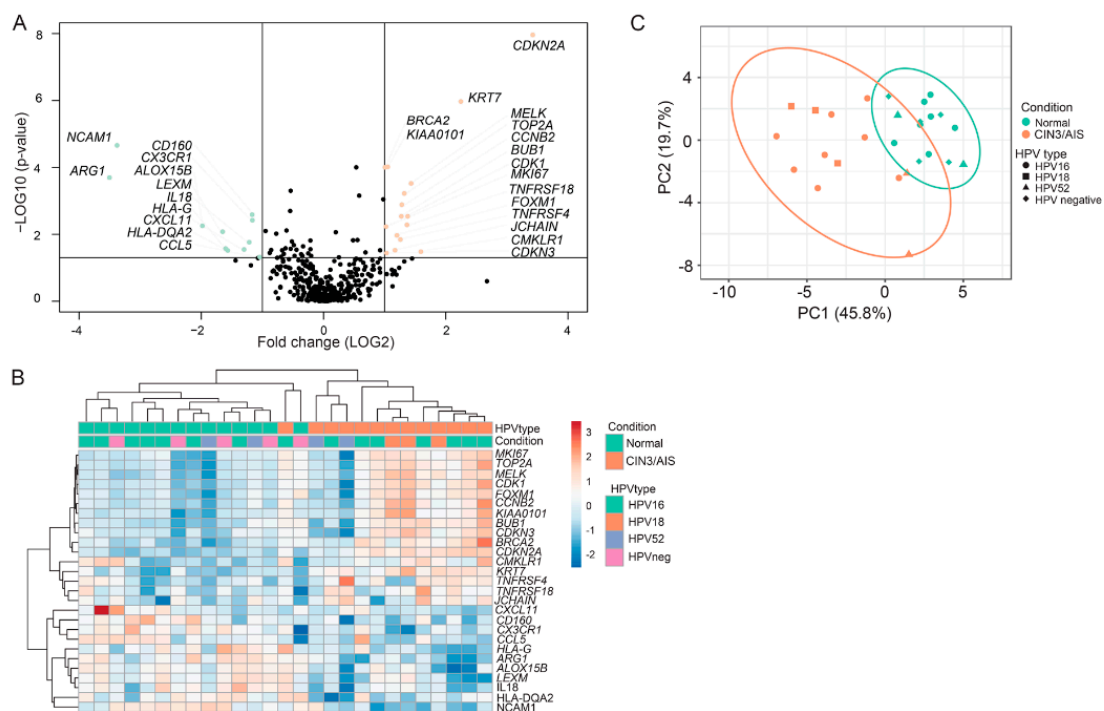 A
8
6
4
2
0
−4
−2
0
2
4
−LOG10 (p-value)
Fold change (LOG2)
CDKN2A
KRT7
BRCA2
KIAA0101
MELK
TOP2A
CCNB2
BUB1
CDK1
MKI67
TNFRSF18
FOXM1
TNFRSF4
JCHAIN
CMKLR1
CDKN3
NCAM1
ARG1
CD160
CX3CR1
ALOX15B
LEXM
IL18
HLA-G
CXCL11
HLA-DQA2
CCL5
C
4
0
-4
-8
-10
-5
0
5
PC2 (19.7%)
PC1 (45.8%)
Condition
Normal
CIN3/AIS
HPV type
HPV16
HPV18
HPV52
HPV negative
B
HPVtype
Condition
MKI67
TOP2A
MELK
CDK1
FOXM1
CCNB2
KIAA0101
BUB1
CDKN3
BRCA2
CDKN2A
CMKLR1
KRT7
TNFRSF4
TNFRSF18
JCHAIN
CXCL11
CD160
CX3CR1
CCL5
HLA-G
ARG1
ALOX15B
LEXM
IL18
HLA-DQA2
NCAM1
3
2
1
0
-1
-2
Condition
Normal
CIN3/AIS
HPVtype
HPV16
HPV18
HPV52
HPVneg